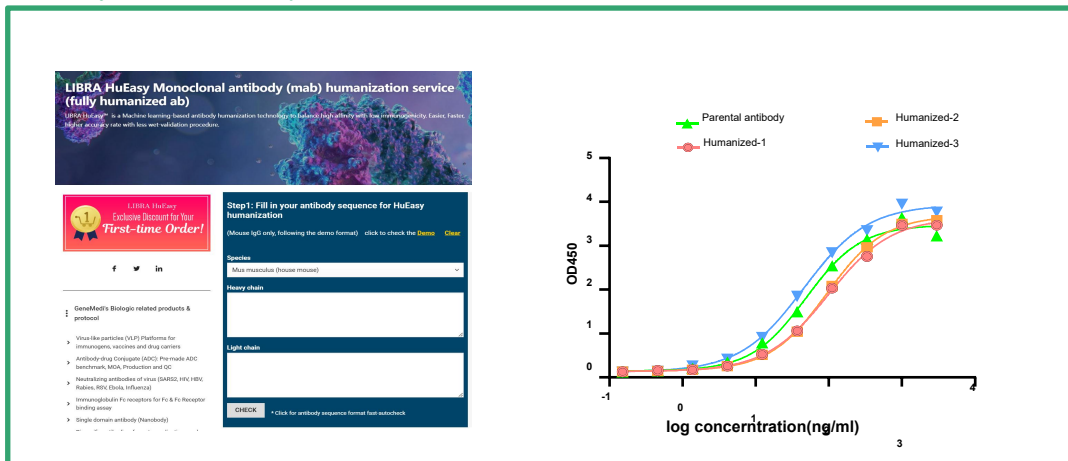 LIBRA HuEasy Monoclonal antibody (mab) humanization service
(fully humanized ab)
LIBRA HuEasy™ is a Machine learning-based antibody humanization technology to balance high affinity with low immunogenicity. Easier, Faster,
higher accuracy rate with less wet-validation procedure.
LIBRA HuEasy
Exclusive Discount for Your
First-time Order!
1
f
in
GeneMedi's Biologic related products &
protocol
Virus-like particles (VLP) Platforms for
immunogens, vaccines and drug carriers
Antibody-drug Conjugate (ADC): Pre-made ADC
benchmark, MOA, Production and QC
Neutralizing antibodies of virus (SARS2, HIV, HBV,
Rabies, RSV, Ebola, Influenza)
Immunoglobulin Fc receptors for Fc & Fc Receptor
binding assay
Single domain antibody (Nanobody)
Step1: Fill in your antibody sequence for HuEasy
humanization
(Mouse IgG only, following the demo format) click to check the Demo Clear
Species
Mus musculus (house mouse)
Heavy chain
Light chain
CHECK * Click for antibody sequence format fast-autocheck
Parental antibody
Humanized-2
Humanized-1
Humanized-3
OD450
5
4
3
2
1
0
-1
0
1
3
4
log concerntration(ng/ml)